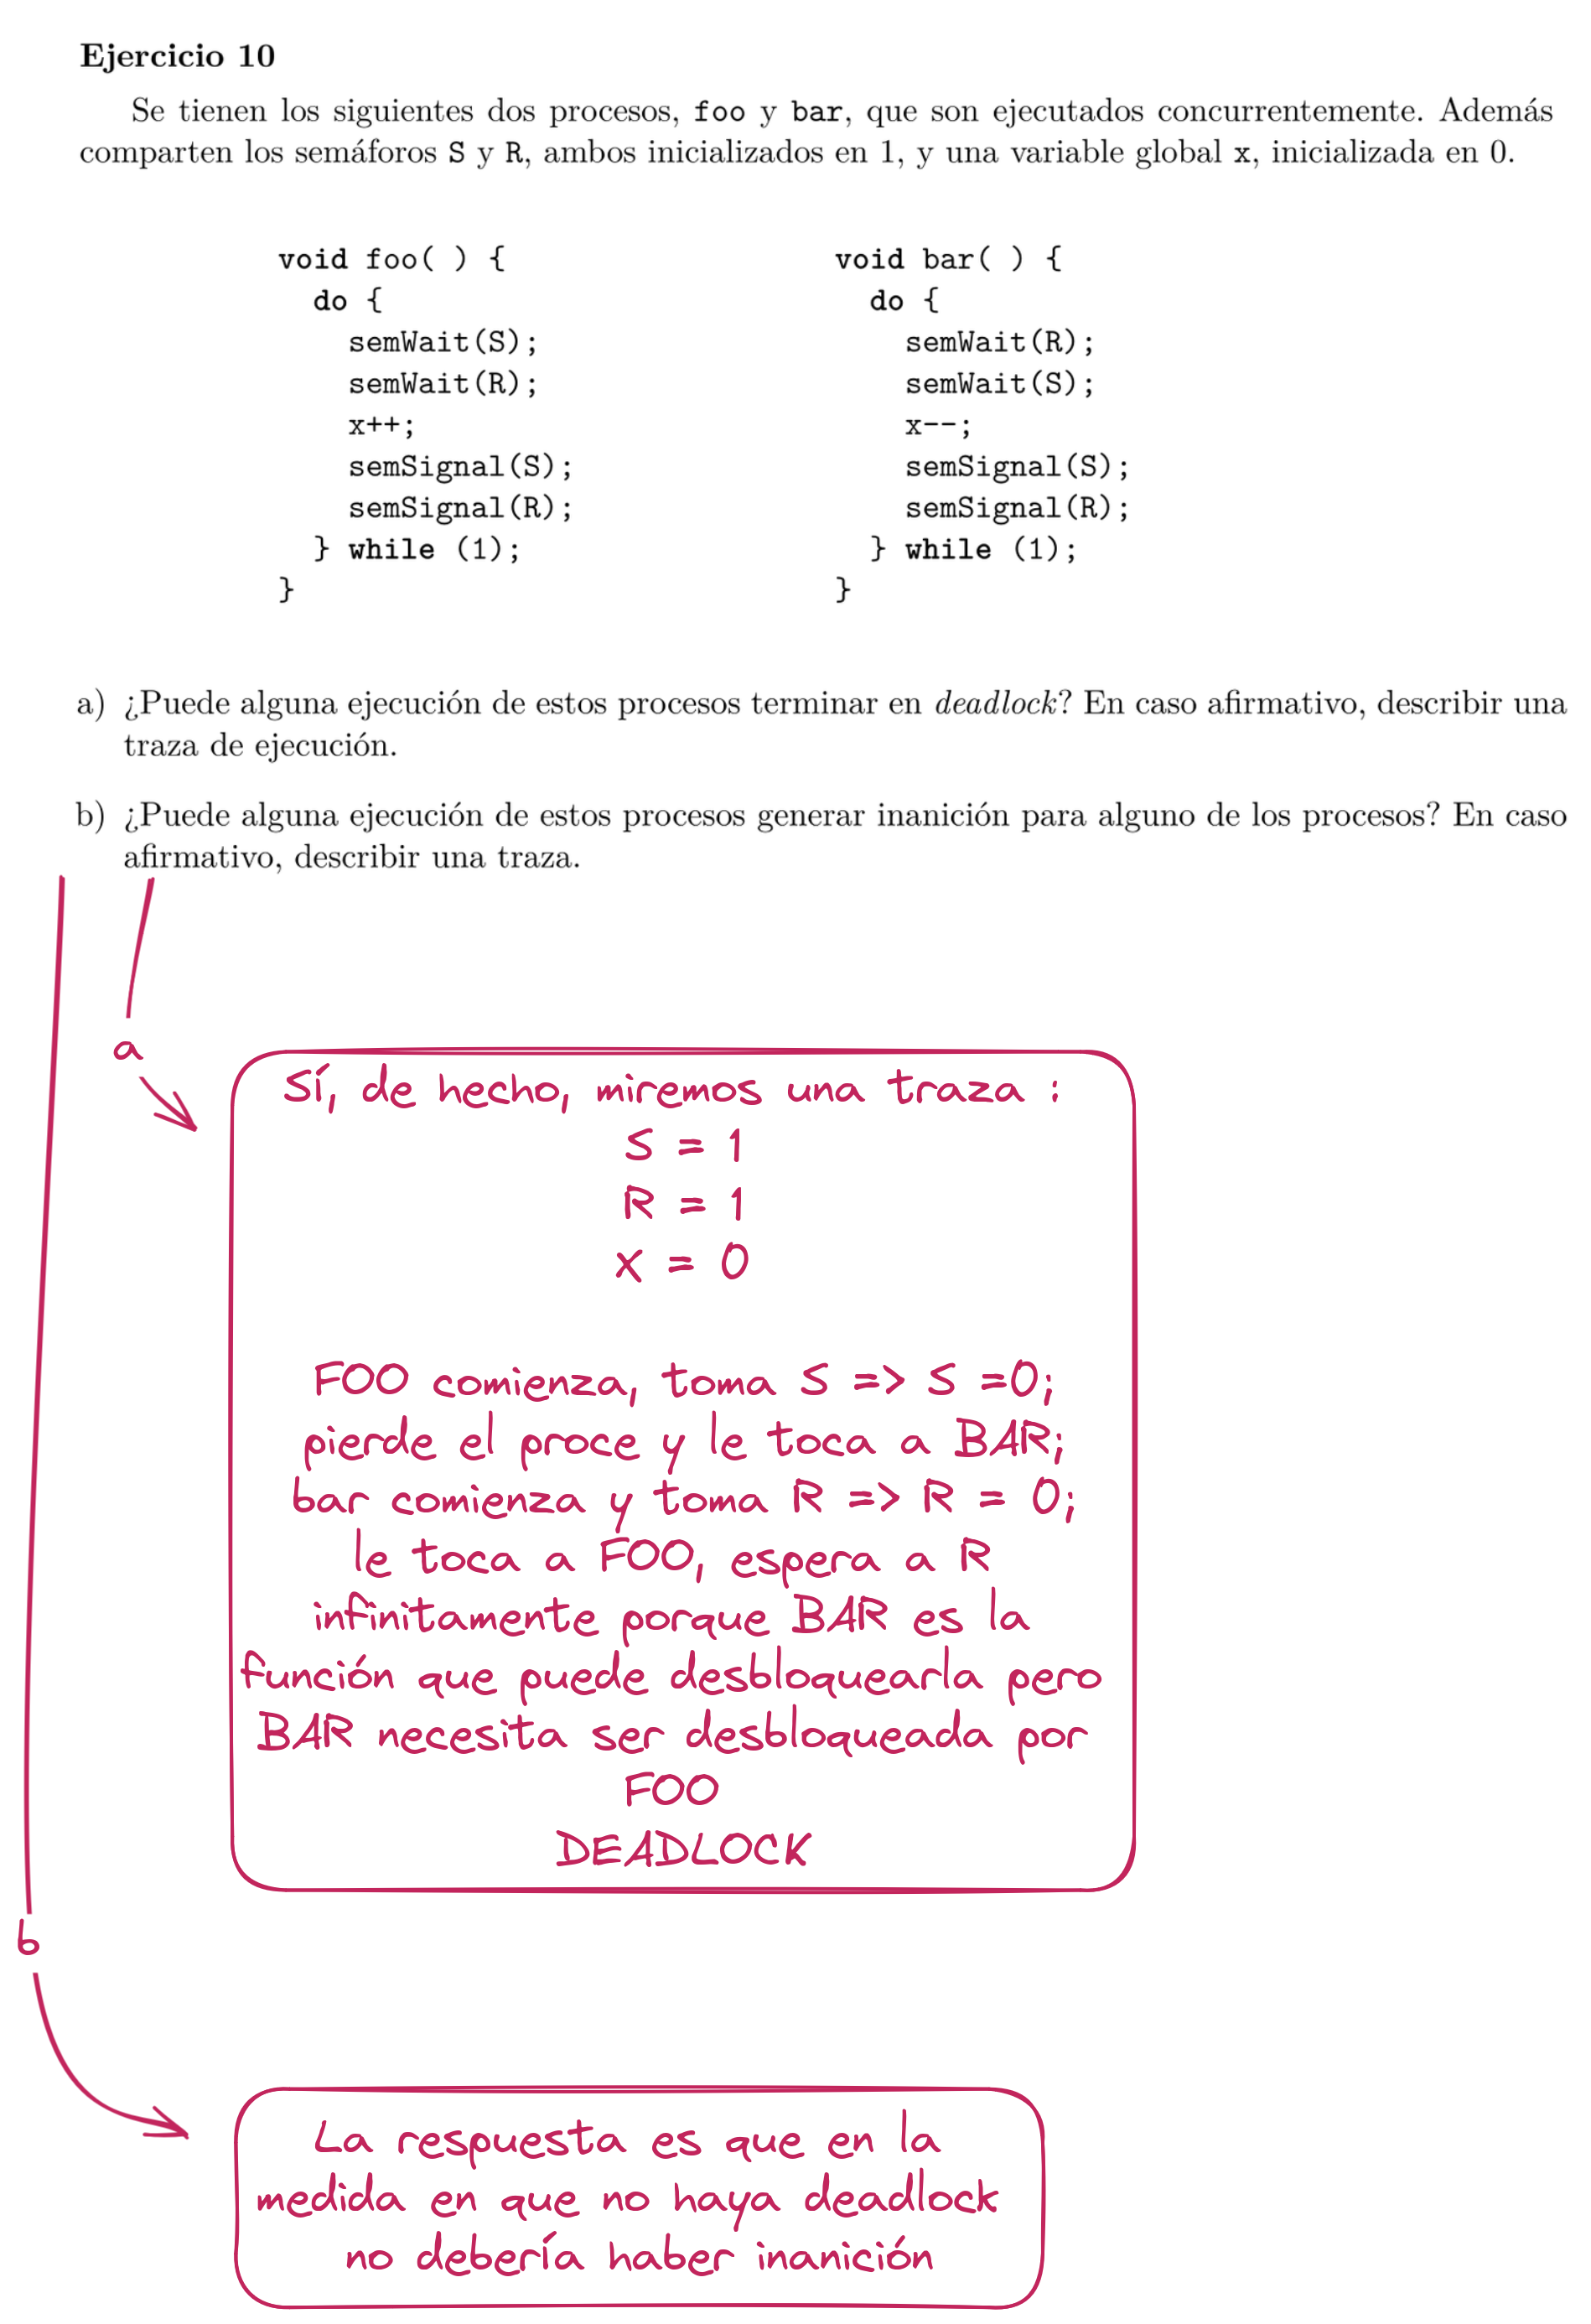 Ejercicio 10
Se tienen los siguientes dos procesos, foo y bar, que son ejecutados concurrentemente. Además
comparten los semáforos S y R, ambos inicializados en 1, y una variable global x, inicializada en 0.
void foo( ) {
do {
semWait(S);
semWait(R);
x++;
semSignal(S);
semSignal(R);
} while (1);
}
void bar( ) {
do {
semWait(R);
semWait(S);
x--;
semSignal(S);
semSignal(R);
} while (1);
}
a) ¿Puede alguna ejecución de estos procesos terminar en deadlock? En caso afirmativo, describir una
traza de ejecución.
b) ¿Puede alguna ejecución de estos procesos generar inanición para alguno de los procesos? En caso
afirmativo, describir una traza.
a
Sí, de hecho, miremos una traza :
S = 1
R = 1
X = 0
FOO comienza, toma S => S =0;
pierde el proce y le toca a BAR;
bar comienza y toma R => R = 0;
le toca a FOO, espera a R
infinitamente porque BAR es la
función que puede desbloquearla pero
BAR necesita ser desbloqueada por
FOO
DEADLOCK
b
La respuesta es que en la
medida en que no haya deadlock
no debería haber inanición